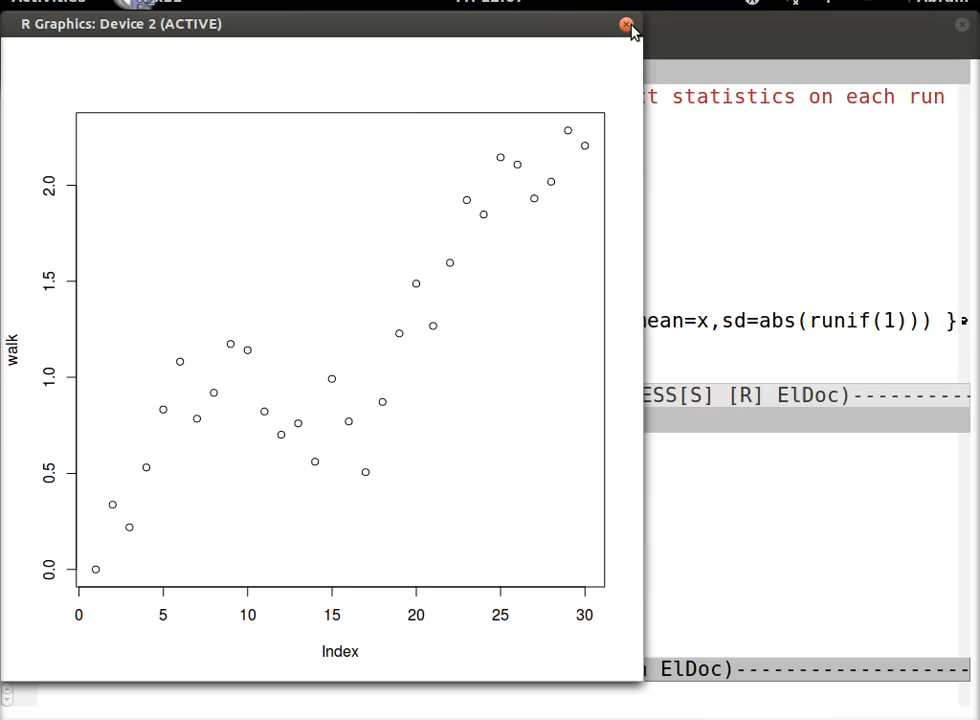 R Graphics: Device 2 (ACTIVE)
ct statistics on each run
mean=x,sd=abs(runif(1))) }
ESS[S] [R] ElDoc)----------
ElDoc)-------------------
walk
2.0
1.5
1.0
0.5
0.0
0 5 10 15 20 25 30
Index